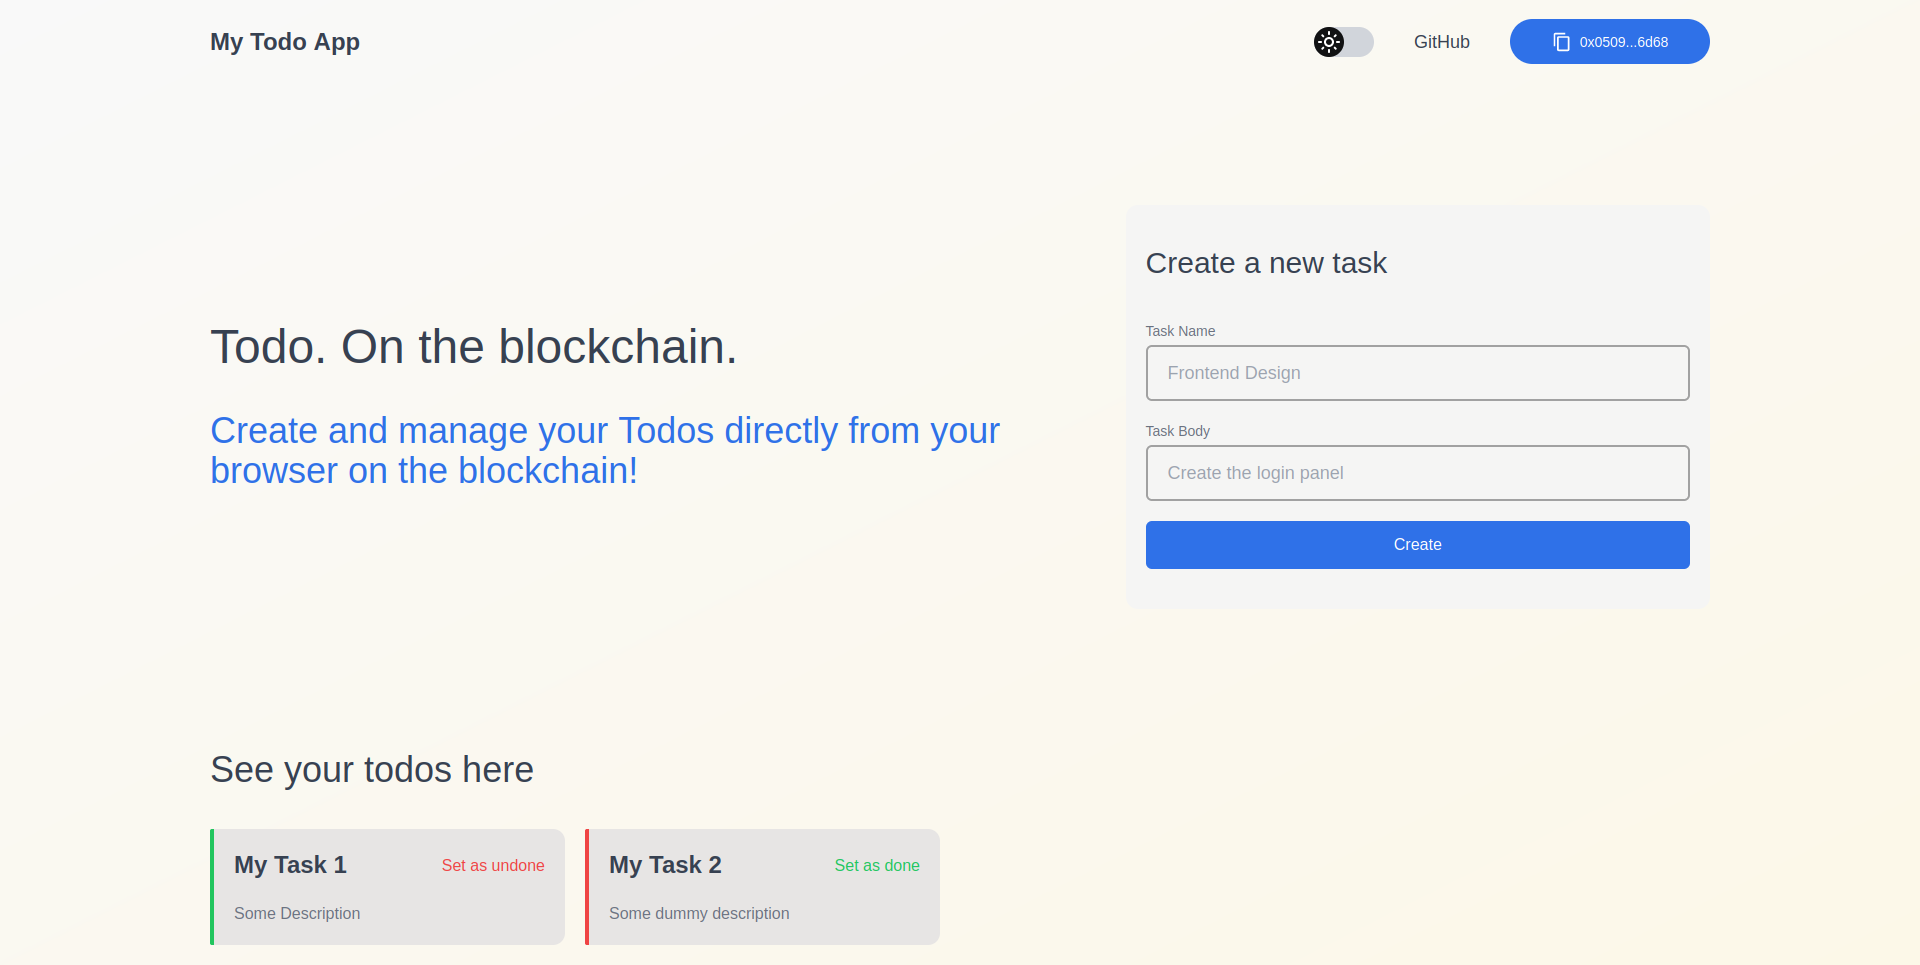 My Todo App
GitHub
0x0509...6d68
Todo. On the blockchain.
Create and manage your Todos directly from your
browser on the blockchain!
Create a new task
Task Name
Frontend Design
Task Body
Create the login panel
Create
See your todos here
My Task 1
Set as undone
Some Description
My Task 2
Set as done
Some dummy description